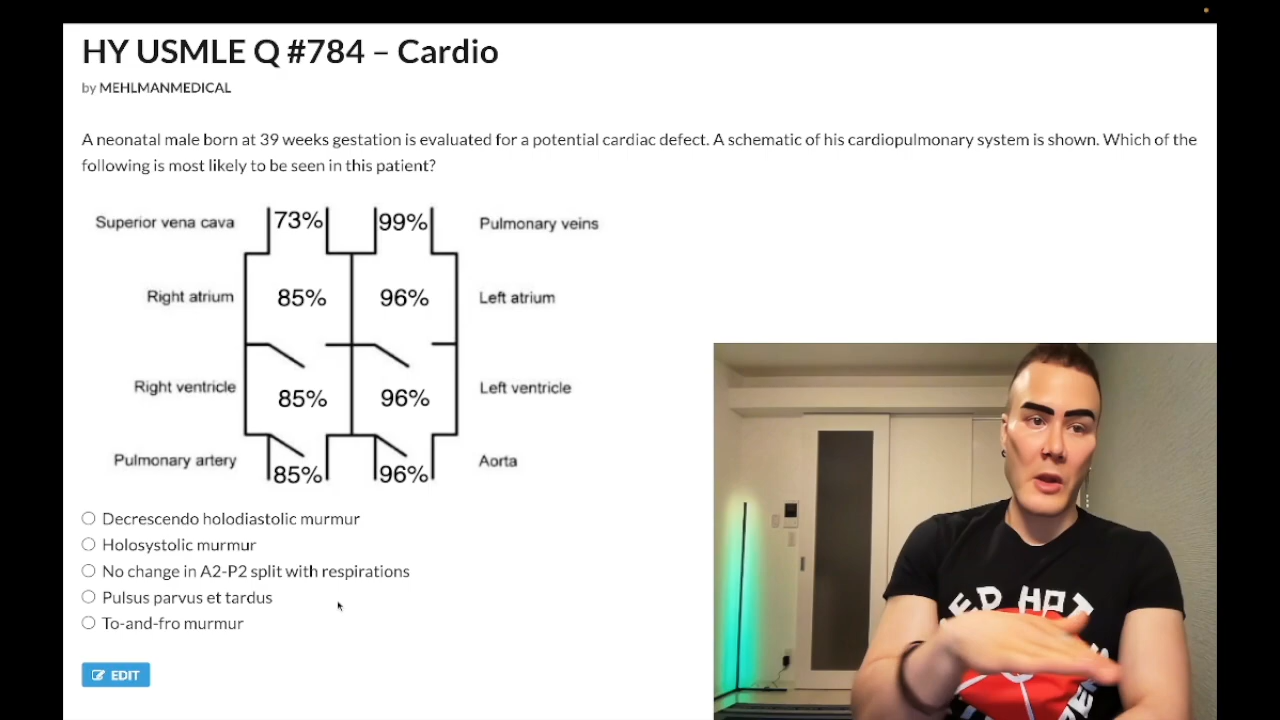 HY USMLE Q #784 – Cardio
by MEHLMANMEDICAL
A neonatal male born at 39 weeks gestation is evaluated for a potential cardiac defect. A schematic of his cardiopulmonary system is shown. Which of the
following is most likely to be seen in this patient?
Superior vena cava 73% 99% Pulmonary veins
Right atrium 85% 96% Left atrium
Right ventricle 85% 96% Left ventricle
Pulmonary artery 85% 96% Aorta
Decrescendo holodiastolic murmur
Holosystolic murmur
No change in A2-P2 split with respirations
Pulsus parvus et tardus
To-and-fro murmur
EDIT
HOT